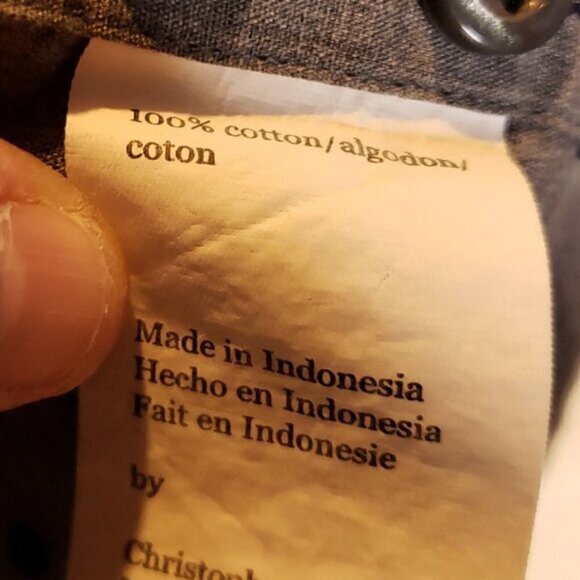 100% cotton/algodon/
coton
Made in Indonesia
Hecho en Indonesia
Fait en Indonesie
by